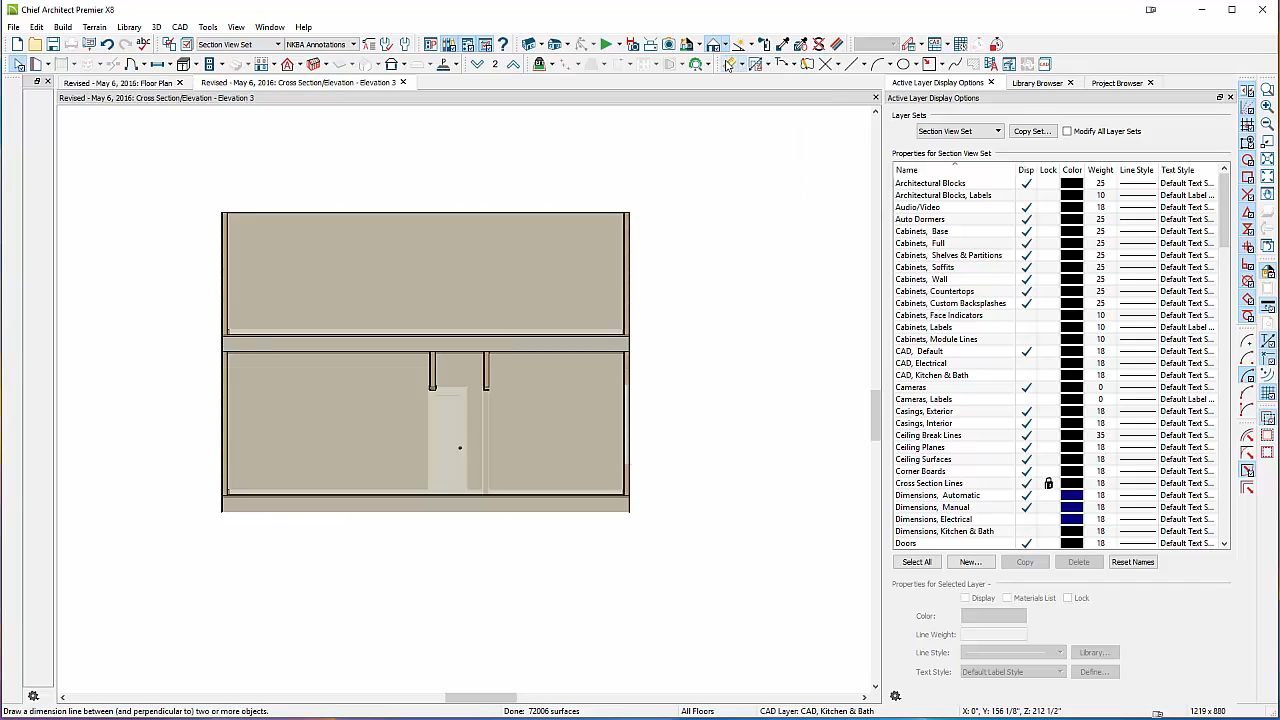 Chief Architect Premier X8
File Edit Build Terrain Library 3D CAD Tools View Window Help
Section View Set NKBA Annotations
2
Revised - May 6, 2016: Floor Plan
Revised - May 6, 2016: Cross Section/Elevation - Elevation 3
Active Layer Display Options Library Browser Project Browser
Revised - May 6, 2016: Cross Section/Elevation - Elevation 3
Active Layer Display Options
Layer Sets
Section View Set Copy Set... Modify All Layer Sets
Properties for Section View Set
Name Disp Lock Color Weight Line Style Text Style
Architectural Blocks 25 Default Text S...
Architectural Blocks, Labels 10 Default Label ...
Audio/Video 18 Default Text S...
Auto Dormers 25 Default Text S...
Cabinets, Base 25 Default Text S...
Cabinets, Full 25 Default Text S...
Cabinets, Shelves & Partitions 25 Default Text S...
Cabinets, Soffits 25 Default Text S...
Cabinets, Wall 25 Default Text S...
Cabinets, Countertops 25 Default Text S...
Cabinets, Custom Backsplashes 25 Default Text S...
Cabinets, Face Indicators 10 Default Text S...
Cabinets, Labels 10 Default Label ...
Cabinets, Module Lines 10 Default Text S...
CAD, Default 18 Default Text S...
CAD, Electrical 18 Default Text S...
CAD, Kitchen & Bath 18 Default Text S...
Cameras 0 Default Text S...
Cameras, Labels 0 Default Label ...
Casings, Exterior 18 Default Text S...
Casings, Interior 18 Default Text S...
Ceiling Break Lines 35 Default Text S...
Ceiling Planes 18 Default Text S...
Ceiling Surfaces 18 Default Text S...
Corner Boards 18 Default Text S...
Cross Section Lines 18 Default Text S...
Dimensions, Automatic 18 Default Text S...
Dimensions, Manual 18 Default Text S...
Dimensions, Electrical 18 Default Text S...
Dimensions, Kitchen & Bath 18 Default Text S...
Doors 18 Default Text S...
Select All New... Copy Delete Reset Names
Properties for Selected Layer -
Display Materials List Lock
Color:
Line Weight:
Line Style: Library...
Text Style: Default Label Style Define...
Draw a dimension line between (and perpendicular to) two or more objects. Done: 72006 surfaces All Floors CAD Layer: CAD, Kitchen & Bath X: 0", Y: 156 1/8", Z: 212 1/2" 1219 x 880